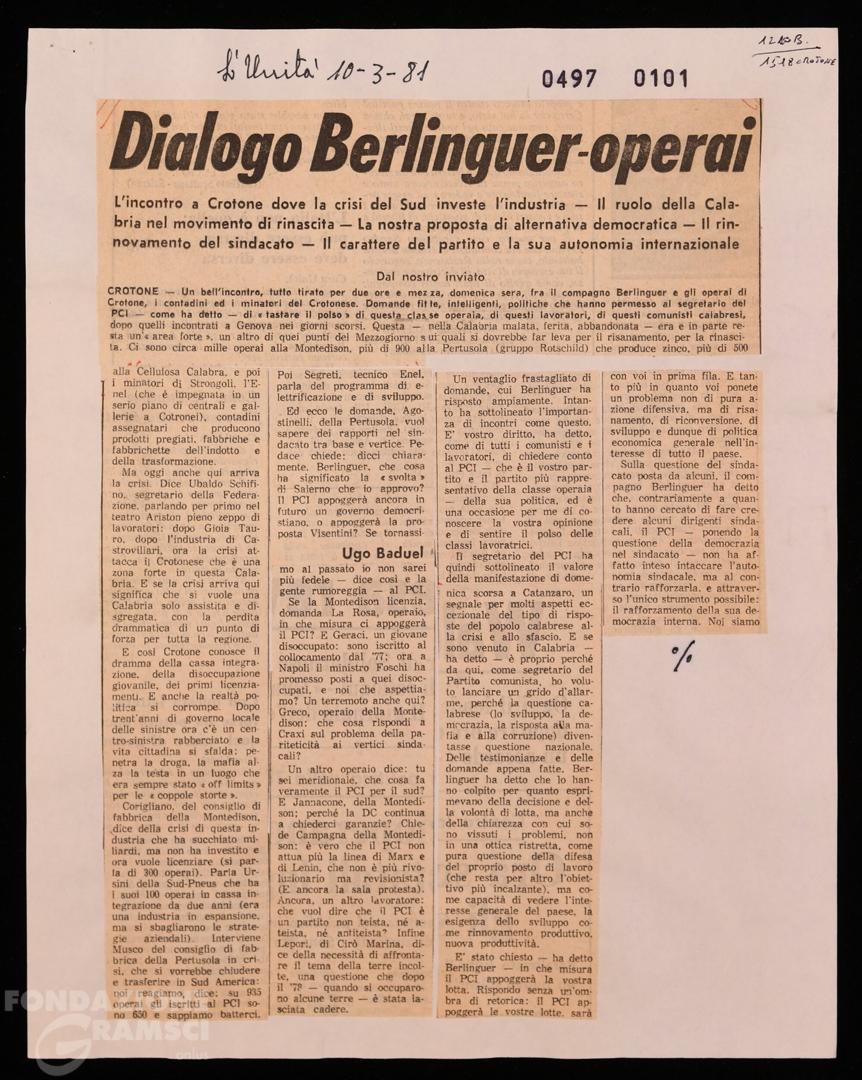 L'Unità 10-3-81
0497 0101
Dialogo Berlinguer-operai
L'incontro a Crotone dove la crisi del Sud investe l'industria — Il ruolo della Cala-
bria nel movimento di rinascita — La nostra proposta di alternativa democratica — Il rin-
novamento del sindacato — Il carattere del partito e la sua autonomia internazionale
Dal nostro inviato
CROTONE — Un bell'incontro, tutto tirato per due ore e mezza, domenica sera, fra il compagno Berlinguer e gli operai di
Crotone, i contadini ed i minatori del Crotonese. Domande fitte, intelligenti, politiche che hanno permesso al segretario del
PCI — come ha detto — di « tastare il polso » di questa classe operaia, di questi lavoratori, di questi comunisti calabresi,
dopo quelli incontrati a Genova nei giorni scorsi. Questa — nella Calabria malata, ferita, abbandonata — era e in parte re-
sta un'« area forte », un altro di quei punti del Mezzogiorno sui quali si dovrebbe far leva per il risanamento, per la rinasci-
ta. Ci sono circa mille operai alla Montedison, più di 900 alla Pertusola (gruppo Rotschild) che produce zinco, più di 500
alla Cellulosa Calabra, e poi
i minatori di Strongoli, l'E-
nel (che è impegnata in un
serio piano di centrali e gal-
lerie a Cotronei), contadini
assegnatari che producono
prodotti pregiati, fabbriche e
fabbrichette dell'indotto e
della trasformazione.
Ma oggi anche qui arriva
la crisi. Dice Ubaldo Schifi-
no, segretario della Federa-
zione, parlando per primo nel
teatro Ariston pieno zeppo di
lavoratori: dopo Gioia Tau-
ro, dopo l'industria di Ca-
strovillari, ora la crisi attac-
ca il Crotonese che è una
zona forte in questa Cala-
bria. E se la crisi arriva qui
significa che si vuole una
Calabria solo assistita e di-
sgregata, con la perdita
drammatica di un punto di
forza per tutta la regione.
E così Crotone conosce il
dramma della cassa integra-
zione, della disoccupazione
giovanile, dei primi licenzia-
menti. E anche la realtà po-
litica si corrompe. Dopo
trent'anni di governo locale
delle sinistre ora c'è un cen-
tro-sinistra rabberciato e la
vita cittadina si sfalda: pe-
netra la droga, la mafia al-
za la testa in un luogo che
era sempre stato « off limits »
per le « coppole storte ».
Corigliano, del consiglio di
fabbrica della Montedison,
dice della crisi di questa in-
dustria che ha succhiato mi-
liardi, ma non ha investito e
ora vuole licenziare (si par-
la di 300 operai). Parla Ur-
sini della Sud-Pneus che ha
i suoi 100 operai in cassa in-
tegrazione da due anni (era
una industria in espansione,
ma si sbagliarono le strate-
gie aziendali). Interviene
Musco del consiglio di fab-
brica della Pertusola in cri-
si, che si vorrebbe chiudere
e trasferire in Sud America:
noi reagiamo, dice; su 935
operai gli iscritti al PCI so-
no 650 e sappiamo batterci.
Poi Segreti, tecnico Enel,
parla del programma di e-
lettrificazione e di sviluppo.
Ed ecco le domande. Ago-
stinelli, della Pertusola, vuol
sapere dei rapporti nel sin-
dacato tra base e vertice. Pe-
dace chiede: dicci chiara-
mente, Berlinguer, che cosa
ha significato la « svolta »
di Salerno che io approvo?
Il PCI appoggerà ancora in
futuro un governo democri-
stiano, o appoggerà la pro-
posta Visentini? Se tornassi-
Ugo Baduel
mo al passato io non sarei
più fedele — dice così e la
gente rumoreggia — al PCI.
Se la Montedison licenzia,
domanda La Rosa, operaio,
in che misura ci appoggerà
il PCI? E Geraci, un giovane
disoccupato: sono iscritto al
collocamento dal '77; ora a
Napoli il ministro Foschi ha
promesso posti a quei disoc-
cupati, e noi che aspettia-
mo? Un terremoto anche qui?
Greco, operaio della Monte-
dison: che cosa rispondi a
Craxi sul problema della pa-
riteticità ai vertici sinda-
cali?
Un altro operaio dice: tu
sei meridionale, che cosa fa
veramente il PCI per il sud?
E Jannacone, della Montedi-
son; perché la DC continua
a chiederci garanzie? Chie-
de Campagna della Montedi-
son: è vero che il PCI non
attua più la linea di Marx e
di Lenin, che non è più rivo-
luzionario ma revisionista?
(E ancora la sala protesta).
Ancora, un altro lavoratore:
che vuol dire che il PCI è
un partito non teista, né a-
teista, né antiteista? Infine
Lepori, di Cirò Marina, di-
ce della necessità di affronta-
re il tema della terre incol-
te, una questione che dopo
il '78 — quando si occuparo-
no alcune terre — è stata la-
sciata cadere.
Un ventaglio frastagliato di
domande, cui Berlinguer ha
risposto ampiamente. Intan-
to ha sottolineato l'importan-
za di incontri come questo.
E' vostro diritto, ha detto,
come di tutti i comunisti e i
lavoratori, di chiedere conto
al PCI — che è il vostro par-
tito e il partito più rappre-
sentativo della classe operaia
— della sua politica, ed è
una occasione per me di co-
noscere la vostra opinione
e di sentire il polso delle
classi lavoratrici.
Il segretario del PCI ha
quindi sottolineato il valore
della manifestazione di dome-
nica scorsa a Catanzaro, un
segnale per molti aspetti ec-
cezionale del tipo di rispo-
ste del popolo calabrese al-
la crisi e allo sfascio. E se
sono venuto in Calabria —
ha detto — è proprio perché
da qui, come segretario del
Partito comunista, ho volu-
to lanciare un grido d'allar-
me, perché la questione ca-
labrese (lo sviluppo, la de-
mocrazia, la risposta alla ma-
fia e alla corruzione) diven-
tasse questione nazionale.
Delle testimonianze e delle
domande appena fatte, Ber-
linguer ha detto che lo han-
no colpito per quanto espri-
mevano della decisione e del-
la volontà di lotta, ma anche
della chiarezza con cui so-
no vissuti i problemi, non
in una ottica ristretta, come
pura questione della difesa
del proprio posto di lavoro
(che resta per altro l'obiet-
tivo più incalzante), ma co-
me capacità di vedere l'inte-
resse generale del paese, la
esigenza dello sviluppo co-
me rinnovamento produttivo,
nuova produttività.
E' stato chiesto — ha detto
Berlinguer — in che misura
il PCI appoggerà la vostra
lotta. Rispondo senza un'om-
bra di retorica: il PCI ap-
poggerà le vostre lotte, sarà
con voi in prima fila. E tan-
to più in quanto voi ponete
un problema non di pura a-
zione difensiva, ma di risa-
namento, di riconversione, di
sviluppo e dunque di politica
economica generale nell'in-
teresse di tutto il paese.
Sulla questione del sinda-
cato posta da alcuni, il com-
pagno Berlinguer ha detto
che, contrariamente a quan-
to hanno cercato di fare cre-
dere alcuni dirigenti sinda-
cali, il PCI — ponendo la
questione della democrazia
nel sindacato — non ha af-
fatto inteso intaccare l'auto-
nomia sindacale, ma al con-
trario rafforzarla, e attraver-
so l'unico strumento possibile:
il rafforzamento della sua de-
mocrazia interna. Noi siamo
%
FONDAZIONE
GRAMSCI
onlus